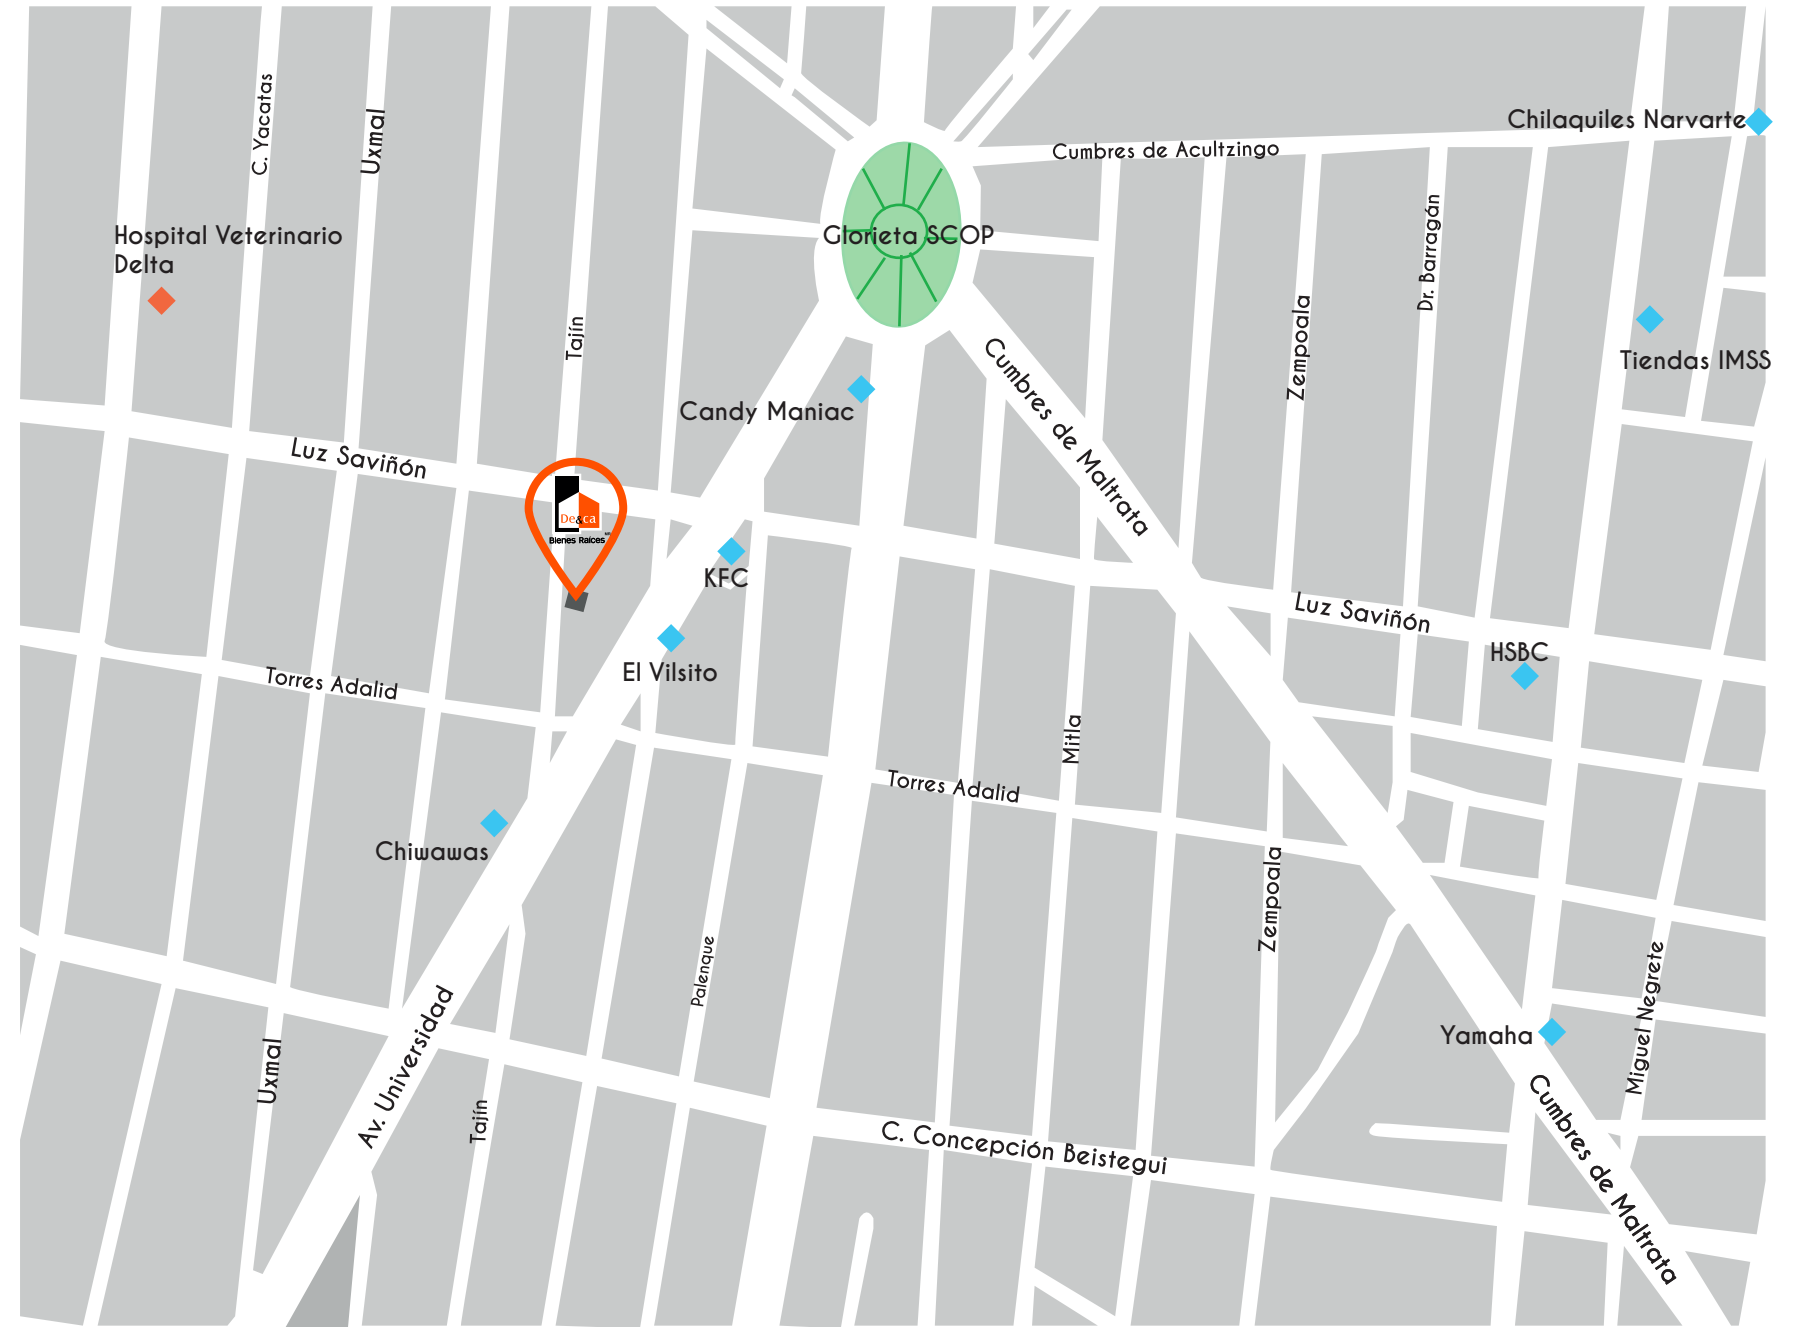 C. Yacatas
Uxmal
Chilaquiles Narvarte
Cumbres de Acultzingo
Hospital Veterinario
Delta
Glorieta SCOP
Dr. Barragán
Tajín
Zempoala
Tiendas IMSS
Candy Maniac
Cumbres de Maltrata
Luz Saviñón
De&ca
Bienes Raíces
KFC
Luz Saviñón
HSBC
El Vilsito
Torres Adalid
Mitla
Torres Adalid
Chiwawas
Zempoala
Palenque
Miguel Negrete
Av. Universidad
Yamaha
Uxmal
Tajín
C. Concepción Beistegui
Cumbres de Maltrata